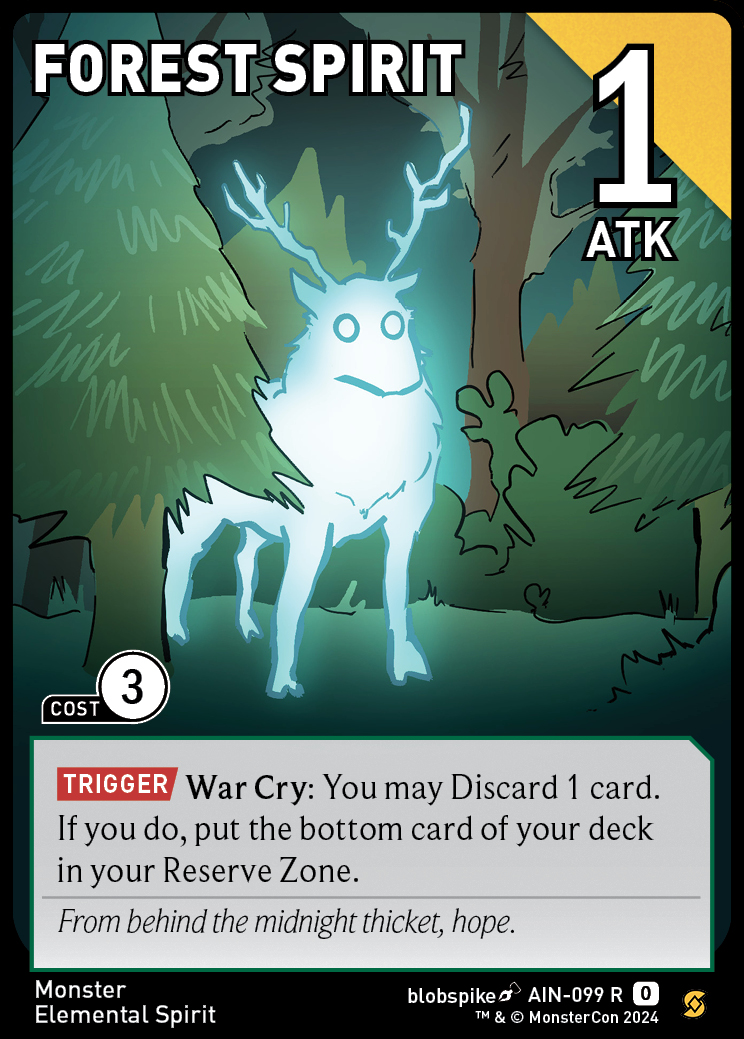 FOREST SPIRIT
1
ATK
COST 3
TRIGGER War Cry: You may Discard 1 card.
If you do, put the bottom card of your deck
in your Reserve Zone.
From behind the midnight thicket, hope.
Monster
Elemental Spirit
blobspike AIN-099 R 0
™ & © MonsterCon 2024